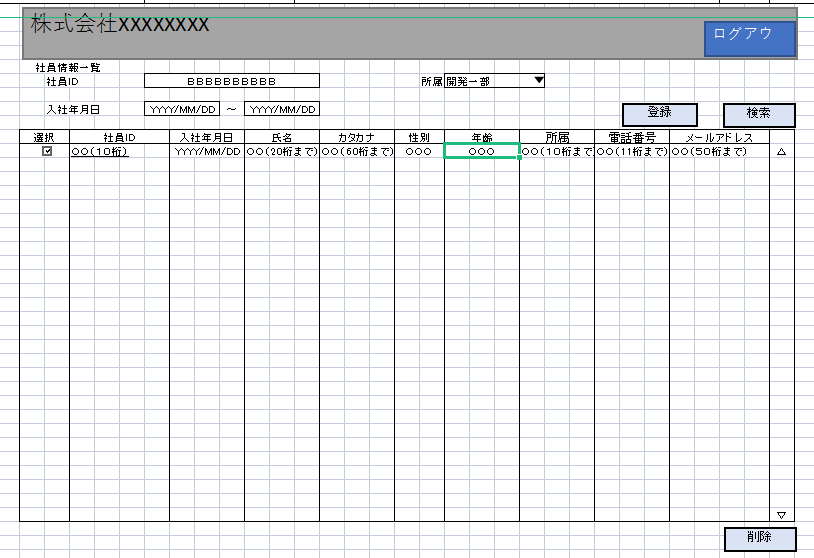 株式会社XXXXXXXX
ログアウ
社員情報一覧
社員ID BBBBBBBBBB 所属 開発一部
入社年月日 YYYY/MM/DD ～ YYYY/MM/DD 登録 検索
選択 社員ID 入社年月日 氏名 カタカナ 性別 年齢 所属 電話番号 メールアドレス
○○(10桁) YYYY/MM/DD ○○(20桁まで) ○○(60桁まで) ○○○ ○○○ ○○(10桁まで ○○(11桁まで) ○○(50桁まで)
削除